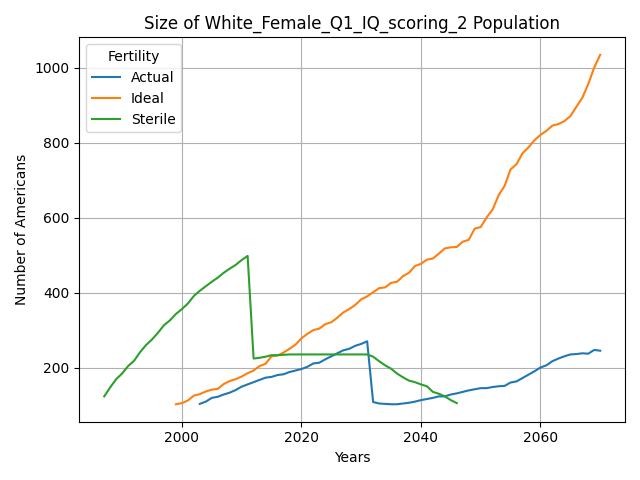 Size of White_Female_Q1_IQ_scoring_2 Population
Fertility
Actual
Ideal
Sterile
Number of Americans
1000
800
600
400
200
2000 2020 2040 2060
Years